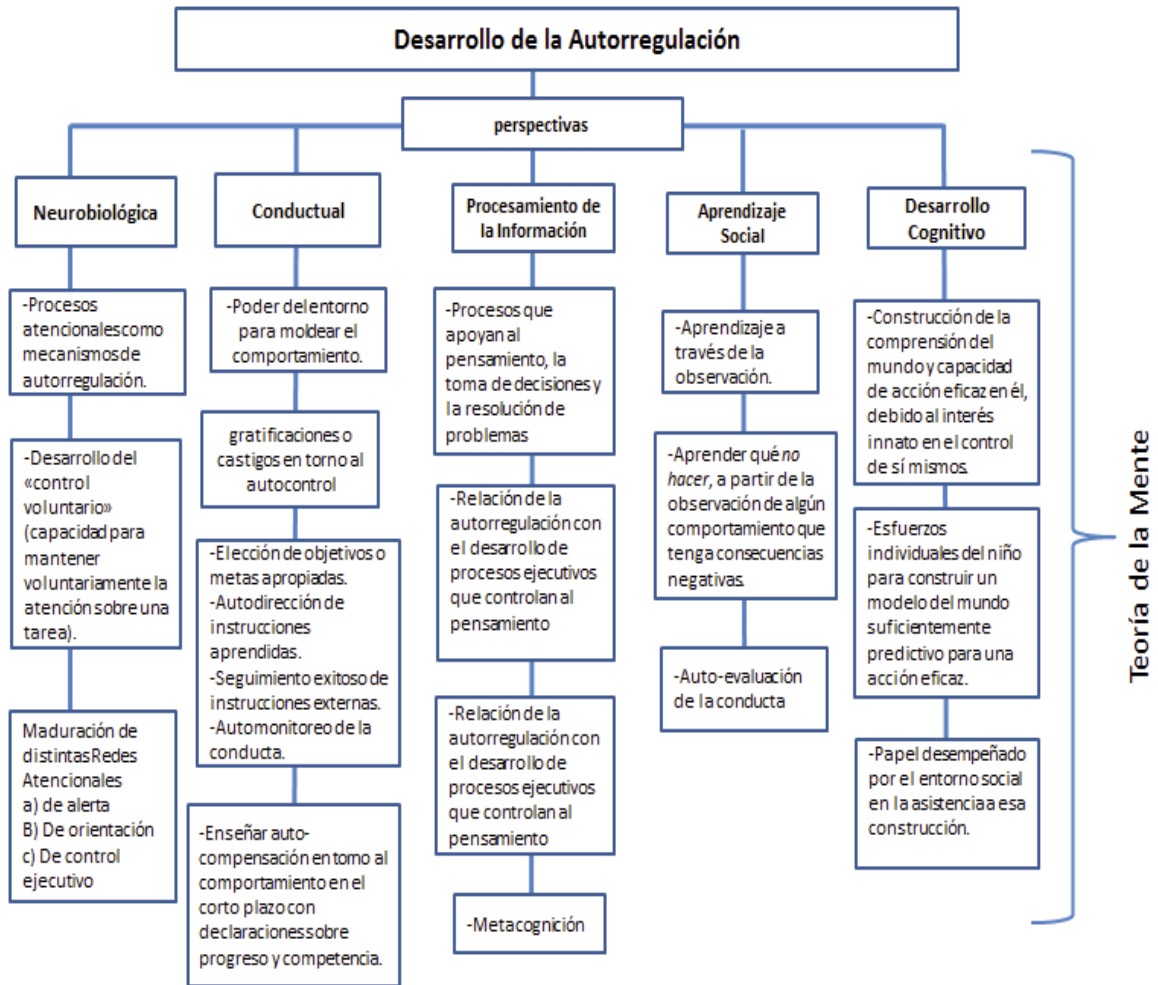 Desarrollo de la Autorregulación
perspectivas
Neurobiológica
-Procesos
atencionalescomo
mecanismos de
autorregulación.
-Desarrollo del
«control
voluntario»
(capacidad para
mantener
voluntariamente la
atención sobre una
tarea).
Maduración de
distintas Redes
Atencionales
a) de alerta
B) De orientación
c) De control
ejecutivo
Conductual
-Poder del entorno
para moldear el
comportamiento.
gratificaciones o
castigos en torno al
autocontrol
-Elección de objetivos o
metas apropiadas.
-Autodirección de
instrucciones
aprendidas.
-Seguimiento exitoso de
instrucciones externas.
-Automonitoreo de la
conducta.
-Enseñar auto-
compensación en torno al
comportamiento en el
corto plazo con
declaraciones sobre
progreso y competencia.
Procesamiento de
la Información
-Procesos que
apoyan al
pensamiento, la
toma de decisiones y
la resolución de
problemas
-Relación de la
autorregulación con
el desarrollo de
procesos ejecutivos
que controlan al
pensamiento
-Relación de la
autorregulación con
el desarrollo de
procesos ejecutivos
que controlan al
pensamiento
-Metacognición
Aprendizaje
Social
-Aprendizaje a
través de la
observación.
-Aprender qué no
hacer, a partir de la
observación de algún
comportamiento que
tenga consecuencias
negativas.
-Auto-evaluación
de la conducta
Desarrollo
Cognitivo
-Construcción de la
comprensión del
mundo y capacidad
de acción eficaz en él,
debido al interés
innato en el control
de sí mismos.
-Esfuerzos
individuales del niño
para construir un
modelo del mundo
suficientemente
predictivo para una
acción eficaz.
-Papel desempeñado
por el entorno social
en la asistencia a esa
construcción.
Teoría de la Mente